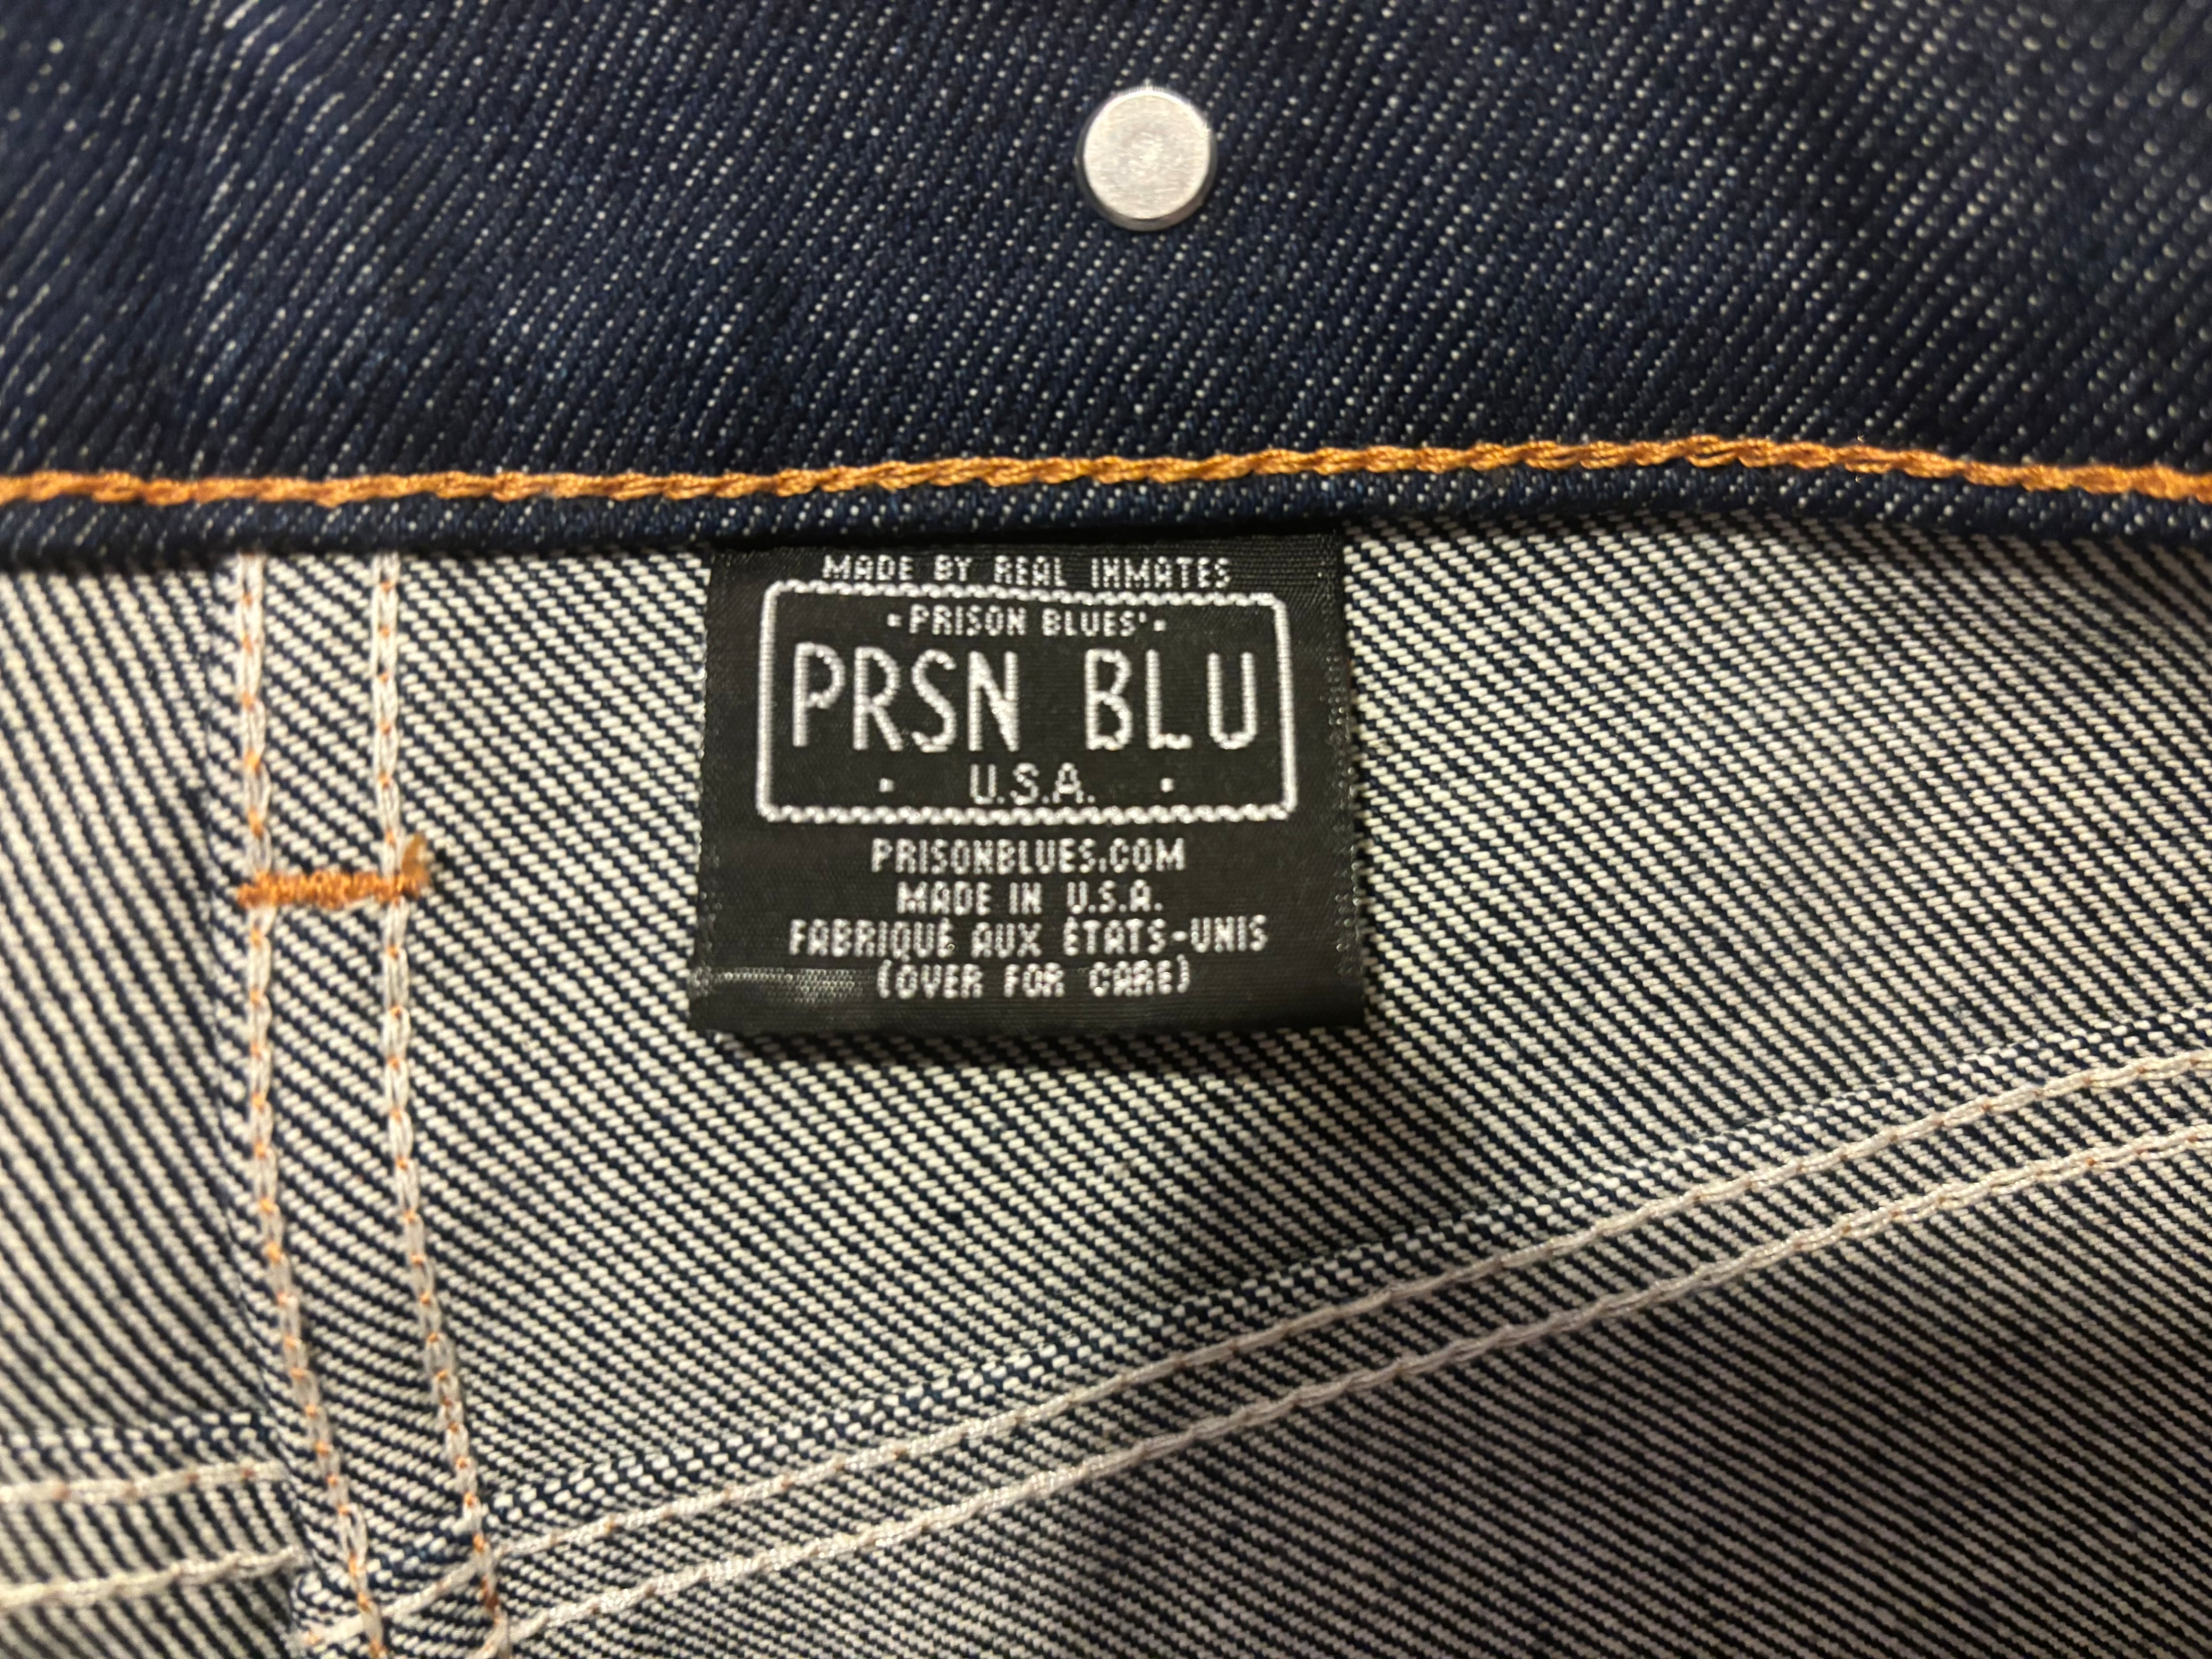 MADE BY REAL INMATES
• PRISON BLUES' •
PRSN BLU
• U.S.A. •
PRISONBLUES.COM
MADE IN U.S.A.
FABRIQUÉ AUX ÉTATS-UNIS
(OVER FOR CARE)